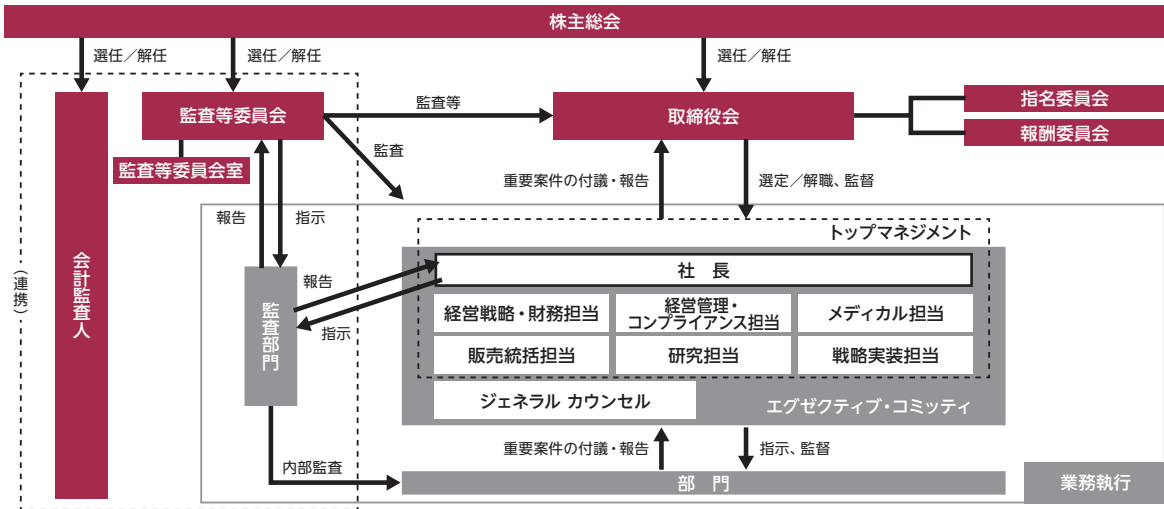 株主総会
選任／解任
選任／解任
選任／解任
監査等委員会
監査等
取締役会
指名委員会
報酬委員会
監査等委員会室
監査
重要案件の付議・報告
選定／解職、監督
報告
指示
トップマネジメント
（連携）
会計監査人
監査部門
報告
指示
社　長
経営戦略・財務担当
経営管理・
コンプライアンス担当
メディカル担当
販売統括担当
研究担当
戦略実装担当
ジェネラル カウンセル
エグゼクティブ・コミッティ
重要案件の付議・報告
指示、監督
内部監査
部　門
業務執行